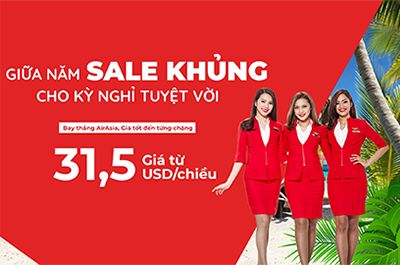 GIỮA NĂM SALE KHỦNG
CHO KỲ NGHỈ TUYỆT VỜI
Bay thẳng AirAsia, Giá tốt đến từng chặng
31,5 Giá từ
USD/chiều